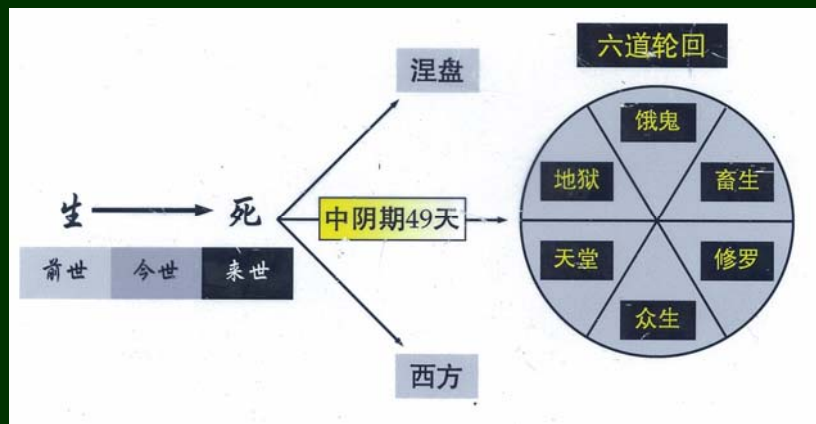 六道轮回
涅盘
饿鬼
地狱
畜生
生
死
中阴期49天
前世
今世
来世
天堂
修罗
众生
西方